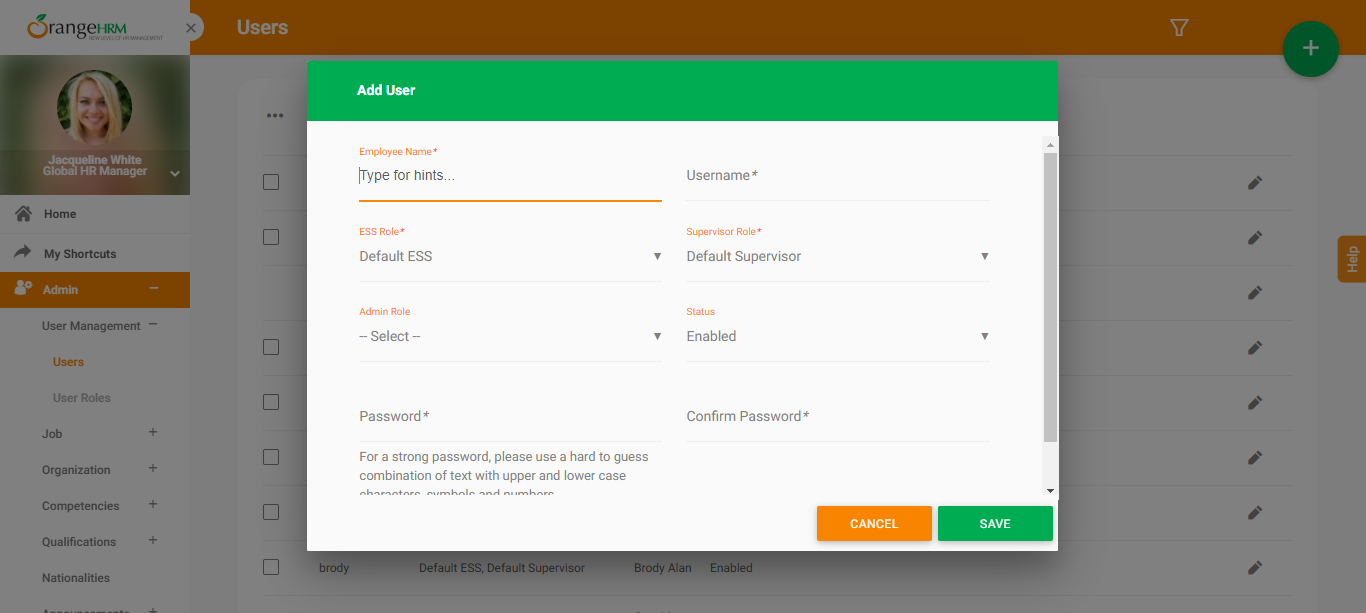 OrangeHRM
NEW LEVEL OF HR MANAGEMENT
Users
Jacqueline White
Global HR Manager
Home
My Shortcuts
Admin
User Management
Users
User Roles
Job
Organization
Competencies
Qualifications
Nationalities
Announcements
Add User
Employee Name*
Type for hints...
Username*
ESS Role*
Default ESS
Supervisor Role*
Default Supervisor
Admin Role
-- Select --
Status
Enabled
Password*
Confirm Password*
For a strong password, please use a hard to guess
combination of text with upper and lower case
characters, symbols and numbers
CANCEL
SAVE
brody Default ESS, Default Supervisor Brody Alan Enabled
Help